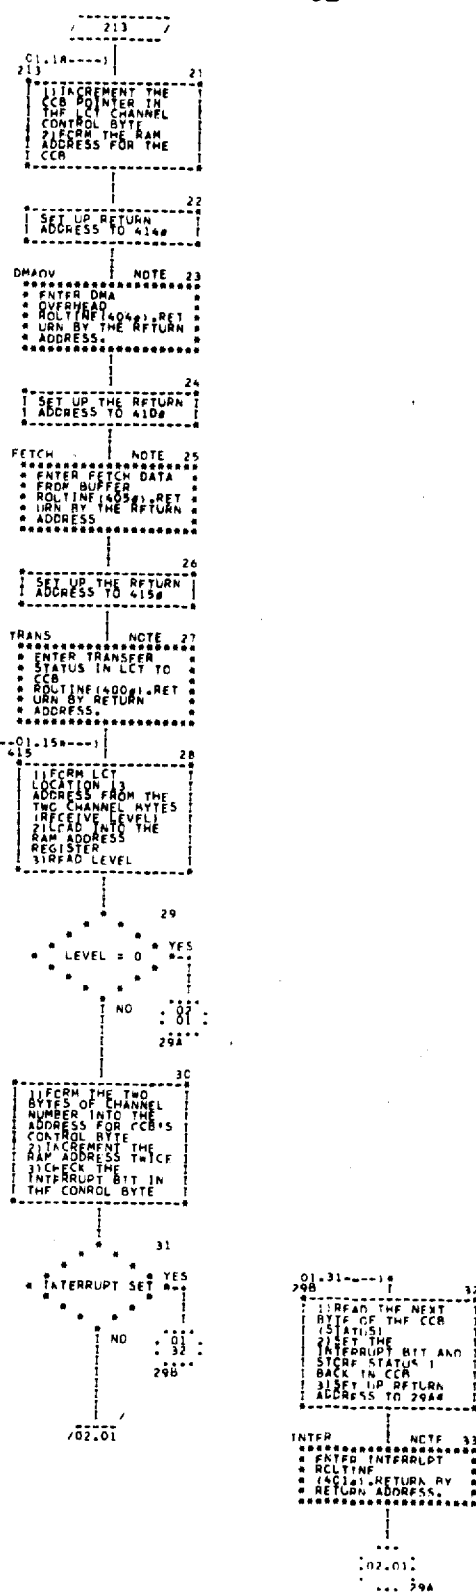 / 213 /
01.18----)
213 21
1)INCREMENT THE
CCB POINTER IN
THE LCT CHANNEL
CONTROL BYTE
2)FORM THE RAM
ADDRESS FOR THE
CCB
22
SET UP RETURN
ADDRESS TO 414#
DMAOV NOTE 23
ENTER DMA
OVERHEAD
ROUTINE(404#).RET
URN BY THE RETURN
ADDRESS.
24
SET UP THE RETURN
ADDRESS TO 41D#
FETCH NOTE 25
ENTER FETCH DATA
FROM BUFFER
ROUTINE(405#).RET
URN BY THE RETURN
ADDRESS
26
SET UP THE RETURN
ADDRESS TO 415#
TRANS NOTE 27
ENTER TRANSFER
STATUS IN LCT TO
CCB
ROUTINE(400#).RET
URN BY RETURN
ADDRESS.
--01.15*---)
415 28
1)FORM LCT
LOCATION 13
ADDRESS FROM THE
TWO CHANNEL BYTES
(RECEIVE LEVEL)
2)LOAD INTO THE
RAM ADDRESS
REGISTER
3)READ LEVEL
29
LEVEL = 0
YES
NO
02
01
29A
30
1)FORM THE TWO
BYTES OF CHANNEL
NUMBER INTO THE
ADDRESS FOR CCB'S
CONTROL BYTE
2)INCREMENT THE
RAM ADDRESS TWICE
3)CHECK THE
INTERRUPT BIT IN
THE CONROL BYTE
31
INTERRUPT SET
YES
NO
01
32
29B
/02.01
01.31----)
29B 32
1)READ THE NEXT
BYTE OF THE CCB
(STATUS)
2)SET THE
INTERRUPT BIT AND
STORE STATUS 1
BACK IN CCB
3)SET UP RETURN
ADDRESS TO 29A#
INTER NOTE 33
ENTER INTERRUPT
ROUTINE
(401#).RETURN BY
RETURN ADDRESS.
02.01
29A